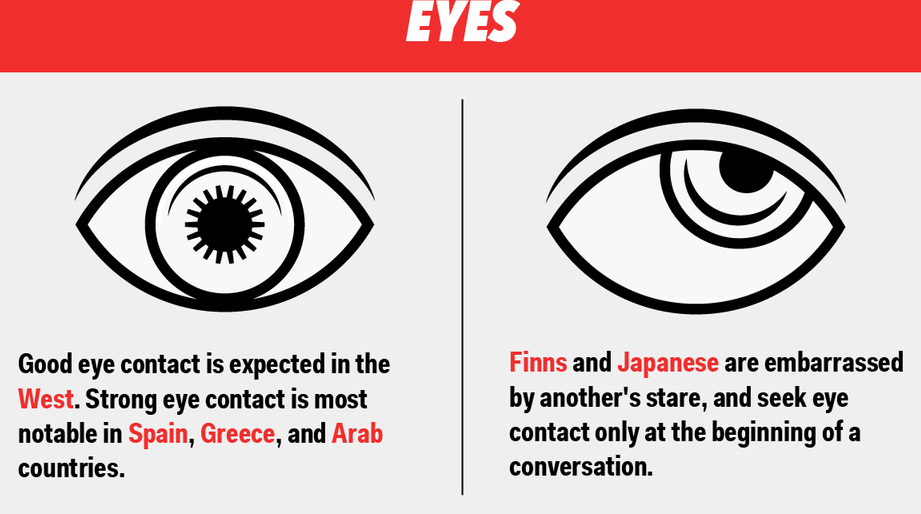 EYES
Good eye contact is expected in the
West. Strong eye contact is most
notable in Spain, Greece, and Arab
countries.
Finns and Japanese are embarrassed
by another's stare, and seek eye
contact only at the beginning of a
conversation.